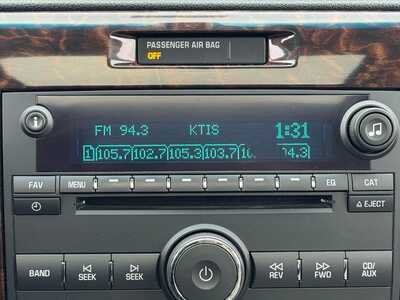 PASSENGER AIR BAG
OFF
FM 94.3 KTIS 1:31
1 105.7 102.7 105.3 103.7 94.3
FAV MENU EQ CAT
EJECT
BAND SEEK SEEK REV FWD CD/AUX